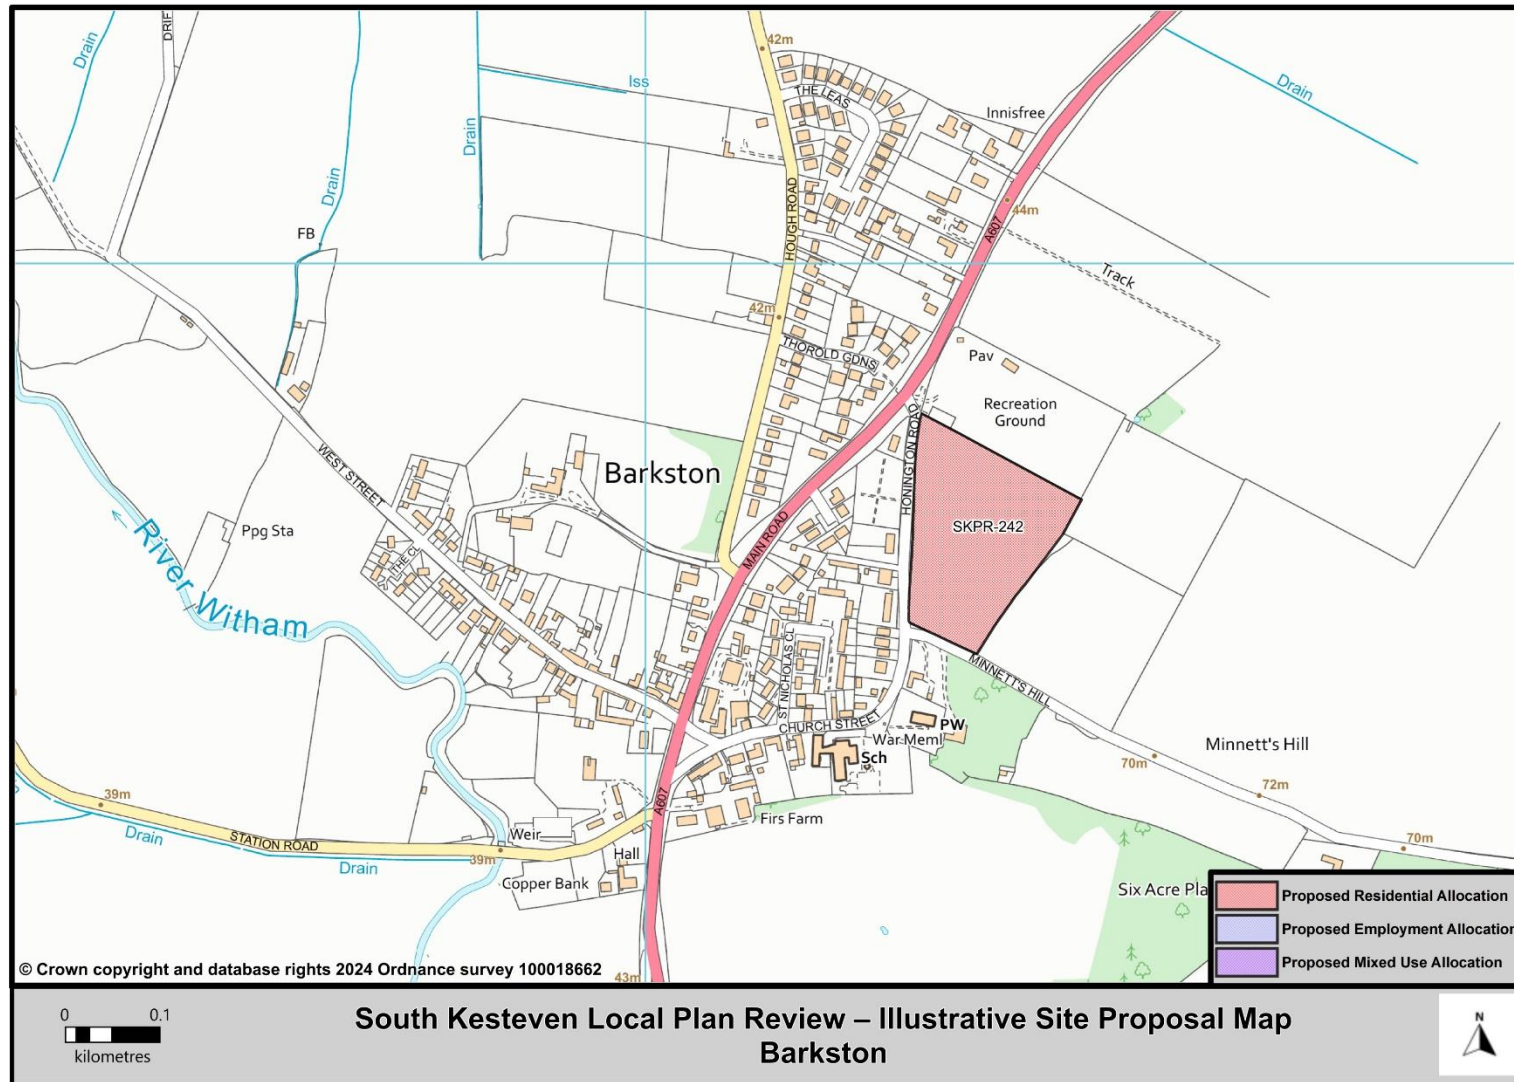 DRIF
Drain
42m
Iss
Drain
THE LEAS
Innisfree
Drain
Drain
HOUGH ROAD
44m
A607
FB
Track
42m
THOROLD GDNS
Pav
Recreation
Ground
HONINGTON ROAD
WEST STREET
Barkston
SKPR-242
MAIN ROAD
Ppg Sta
River Witham
THE CL
ST NICHOLAS CL
MINNETT'S HILL
CHURCH STREET
PW
War Meml
Sch
Minnett's Hill
70m
72m
39m
A607
Firs Farm
Drain
STATION ROAD
Weir
39m
Hall
Drain
Copper Bank
70m
Six Acre Pla
43m
Proposed Residential Allocation
Proposed Employment Allocation
Proposed Mixed Use Allocation
© Crown copyright and database rights 2024 Ordnance survey 100018662
0 0.1
kilometres
South Kesteven Local Plan Review – Illustrative Site Proposal Map
Barkston
N